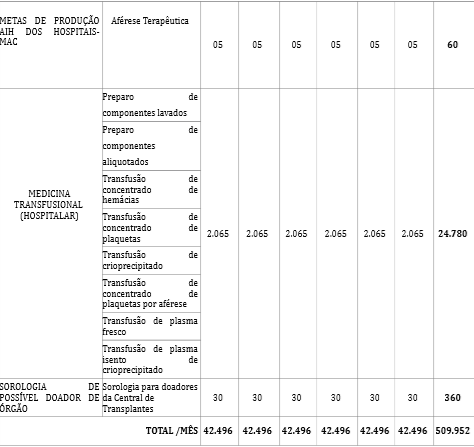 METAS DE PRODUÇÃO
AIH DOS HOSPITAIS-
MAC
Aférese Terapêutica
05 05 05 05 05 05 60
MEDICINA
TRANSFUSIONAL
(HOSPITALAR)
Preparo de
componentes lavados
Preparo de
componentes
aliquotados
Transfusão de
concentrado de
hemácias
Transfusão de
concentrado de
plaquetas
Transfusão de
crioprecipitado
Transfusão de
concentrado de
plaquetas por aférese
Transfusão de plasma
fresco
Transfusão de plasma
isento de
crioprecipitado
2.065 2.065 2.065 2.065 2.065 2.065 24.780
SOROLOGIA DE
POSSÍVEL DOADOR DE
ÓRGÃO
Sorologia para doadores
da Central de
Transplantes
30 30 30 30 30 30 360
TOTAL /MÊS 42.496 42.496 42.496 42.496 42.496 42.496 509.952